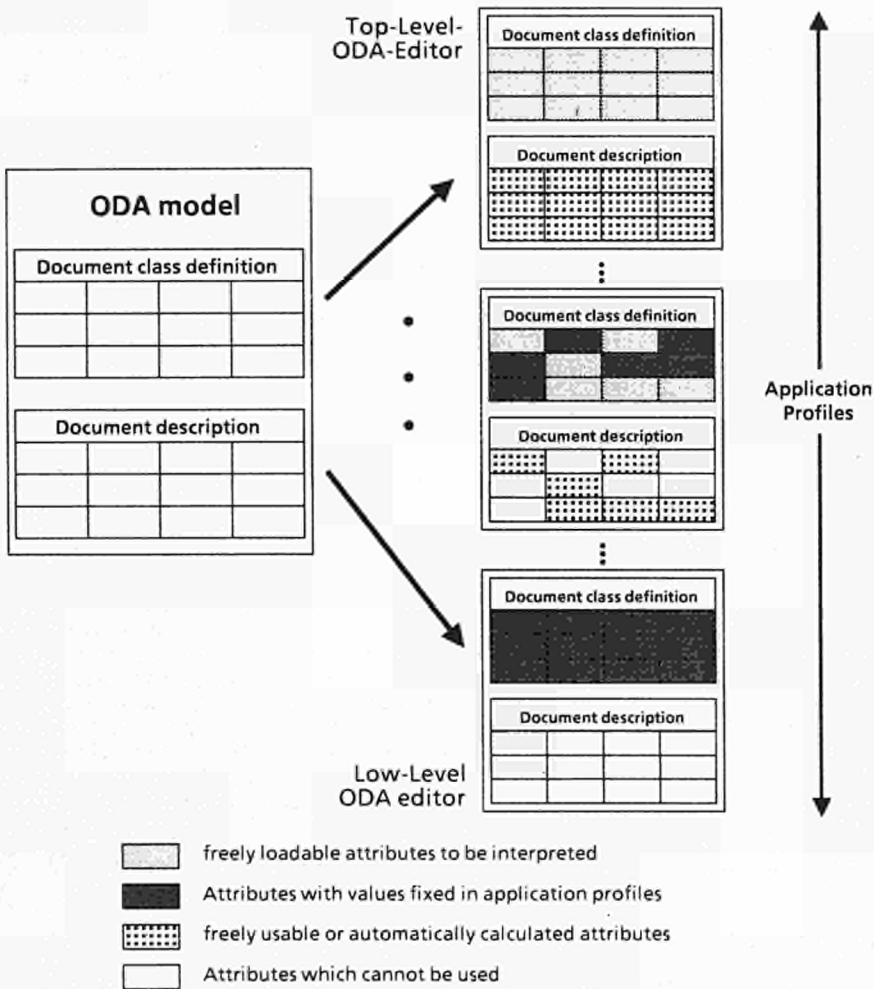 Top-Level-
ODA-Editor
Document class definition
Document description
ODA model
Document class definition
Document description
Document class definition
Document description
Application
Profiles
Document class definition
Document description
Low-Level
ODA editor
freely loadable attributes to be interpreted
Attributes with values fixed in application profiles
freely usable or automatically calculated attributes
Attributes which cannot be used